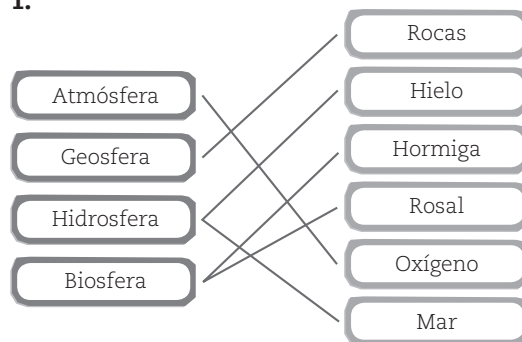 1.
Atmósfera
Geosfera
Hidrosfera
Biosfera
Rocas
Hielo
Hormiga
Rosal
Oxígeno
Mar